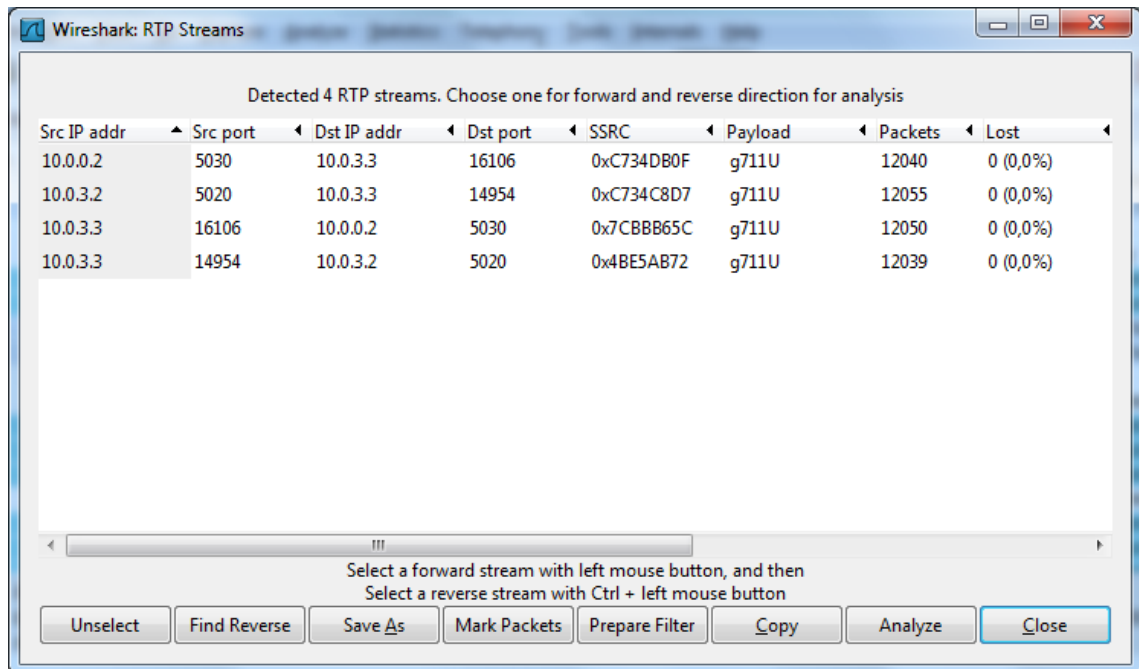 Wireshark: RTP Streams
Detected 4 RTP streams. Choose one for forward and reverse direction for analysis
Src IP addr Src port Dst IP addr Dst port SSRC Payload Packets Lost
10.0.0.2 5030 10.0.3.3 16106 0xC734DB0F g711U 12040 0 (0,0%)
10.0.3.2 5020 10.0.3.3 14954 0xC734C8D7 g711U 12055 0 (0,0%)
10.0.3.3 16106 10.0.0.2 5030 0x7CBBB65C g711U 12050 0 (0,0%)
10.0.3.3 14954 10.0.3.2 5020 0x4BE5AB72 g711U 12039 0 (0,0%)
Select a forward stream with left mouse button, and then
Select a reverse stream with Ctrl + left mouse button
Unselect Find Reverse Save As Mark Packets Prepare Filter Copy Analyze Close